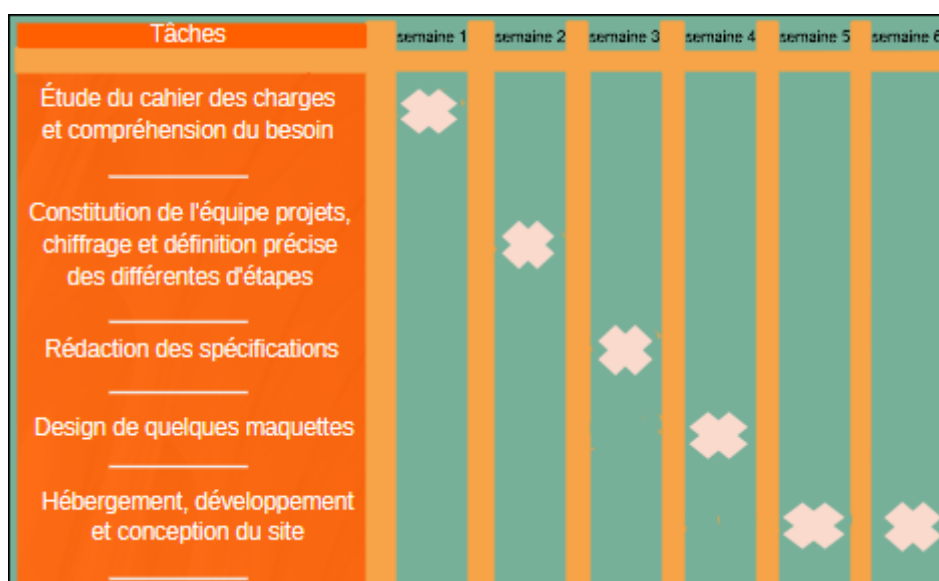 Tâches
semaine 1
semaine 2
semaine 3
semaine 4
semaine 5
semaine 6
Étude du cahier des charges
et compréhension du besoin
Constitution de l'équipe projets,
chiffrage et définition précise
des différentes d'étapes
Rédaction des spécifications
Design de quelques maquettes
Hébergement, développement
et conception du site